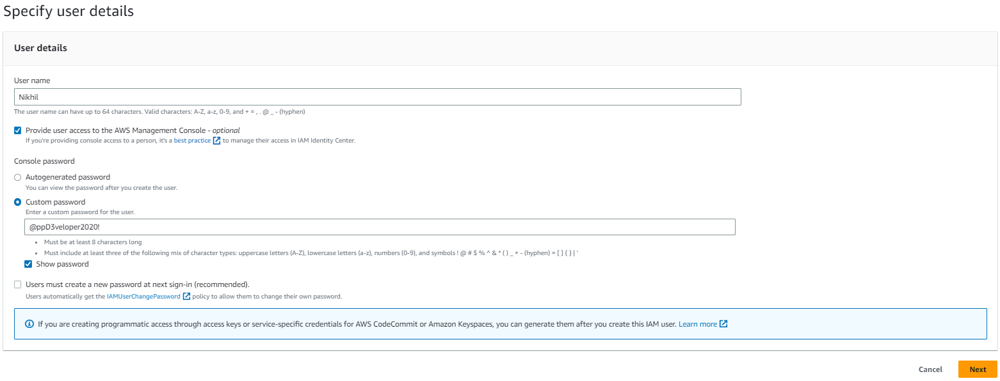 Specify user details
User details
User name
Nikhil
The user name can have up to 64 characters. Valid characters: A-Z, a-z, 0-9, and + = , . @ _ - (hyphen)
Provide user access to the AWS Management Console - optional
If you're providing console access to a person, it's a best practice to manage their access in IAM Identity Center.
Console password
Autogenerated password
You can view the password after you create the user.
Custom password
Enter a custom password for the user.
@ppD3veloper2020!
• Must be at least 8 characters long
• Must include at least three of the following mix of character types: uppercase letters (A-Z), lowercase letters (a-z), numbers (0-9), and symbols ! @ # $ % ^ & * ( ) _ + - (hyphen) = [ ] { } | '
Show password
Users must create a new password at next sign-in (recommended).
Users automatically get the IAMUserChangePassword policy to allow them to change their own password.
If you are creating programmatic access through access keys or service-specific credentials for AWS CodeCommit or Amazon Keyspaces, you can generate them after you create this IAM user. Learn more
Cancel Next